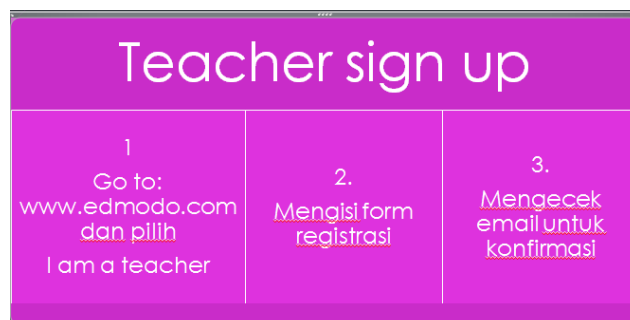 Teacher sign up
1
Go to:
www.edmodo.com
dan pilih
I am a teacher
2.
Mengisi form
registrasi
3.
Mengecek
email untuk
konfirmasi